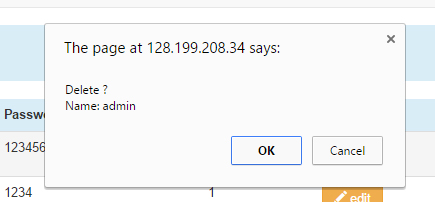 The page at 128.199.208.34 says:
Delete ?
Name: admin
OK
Cancel
Passw
123456
1234
1
edit